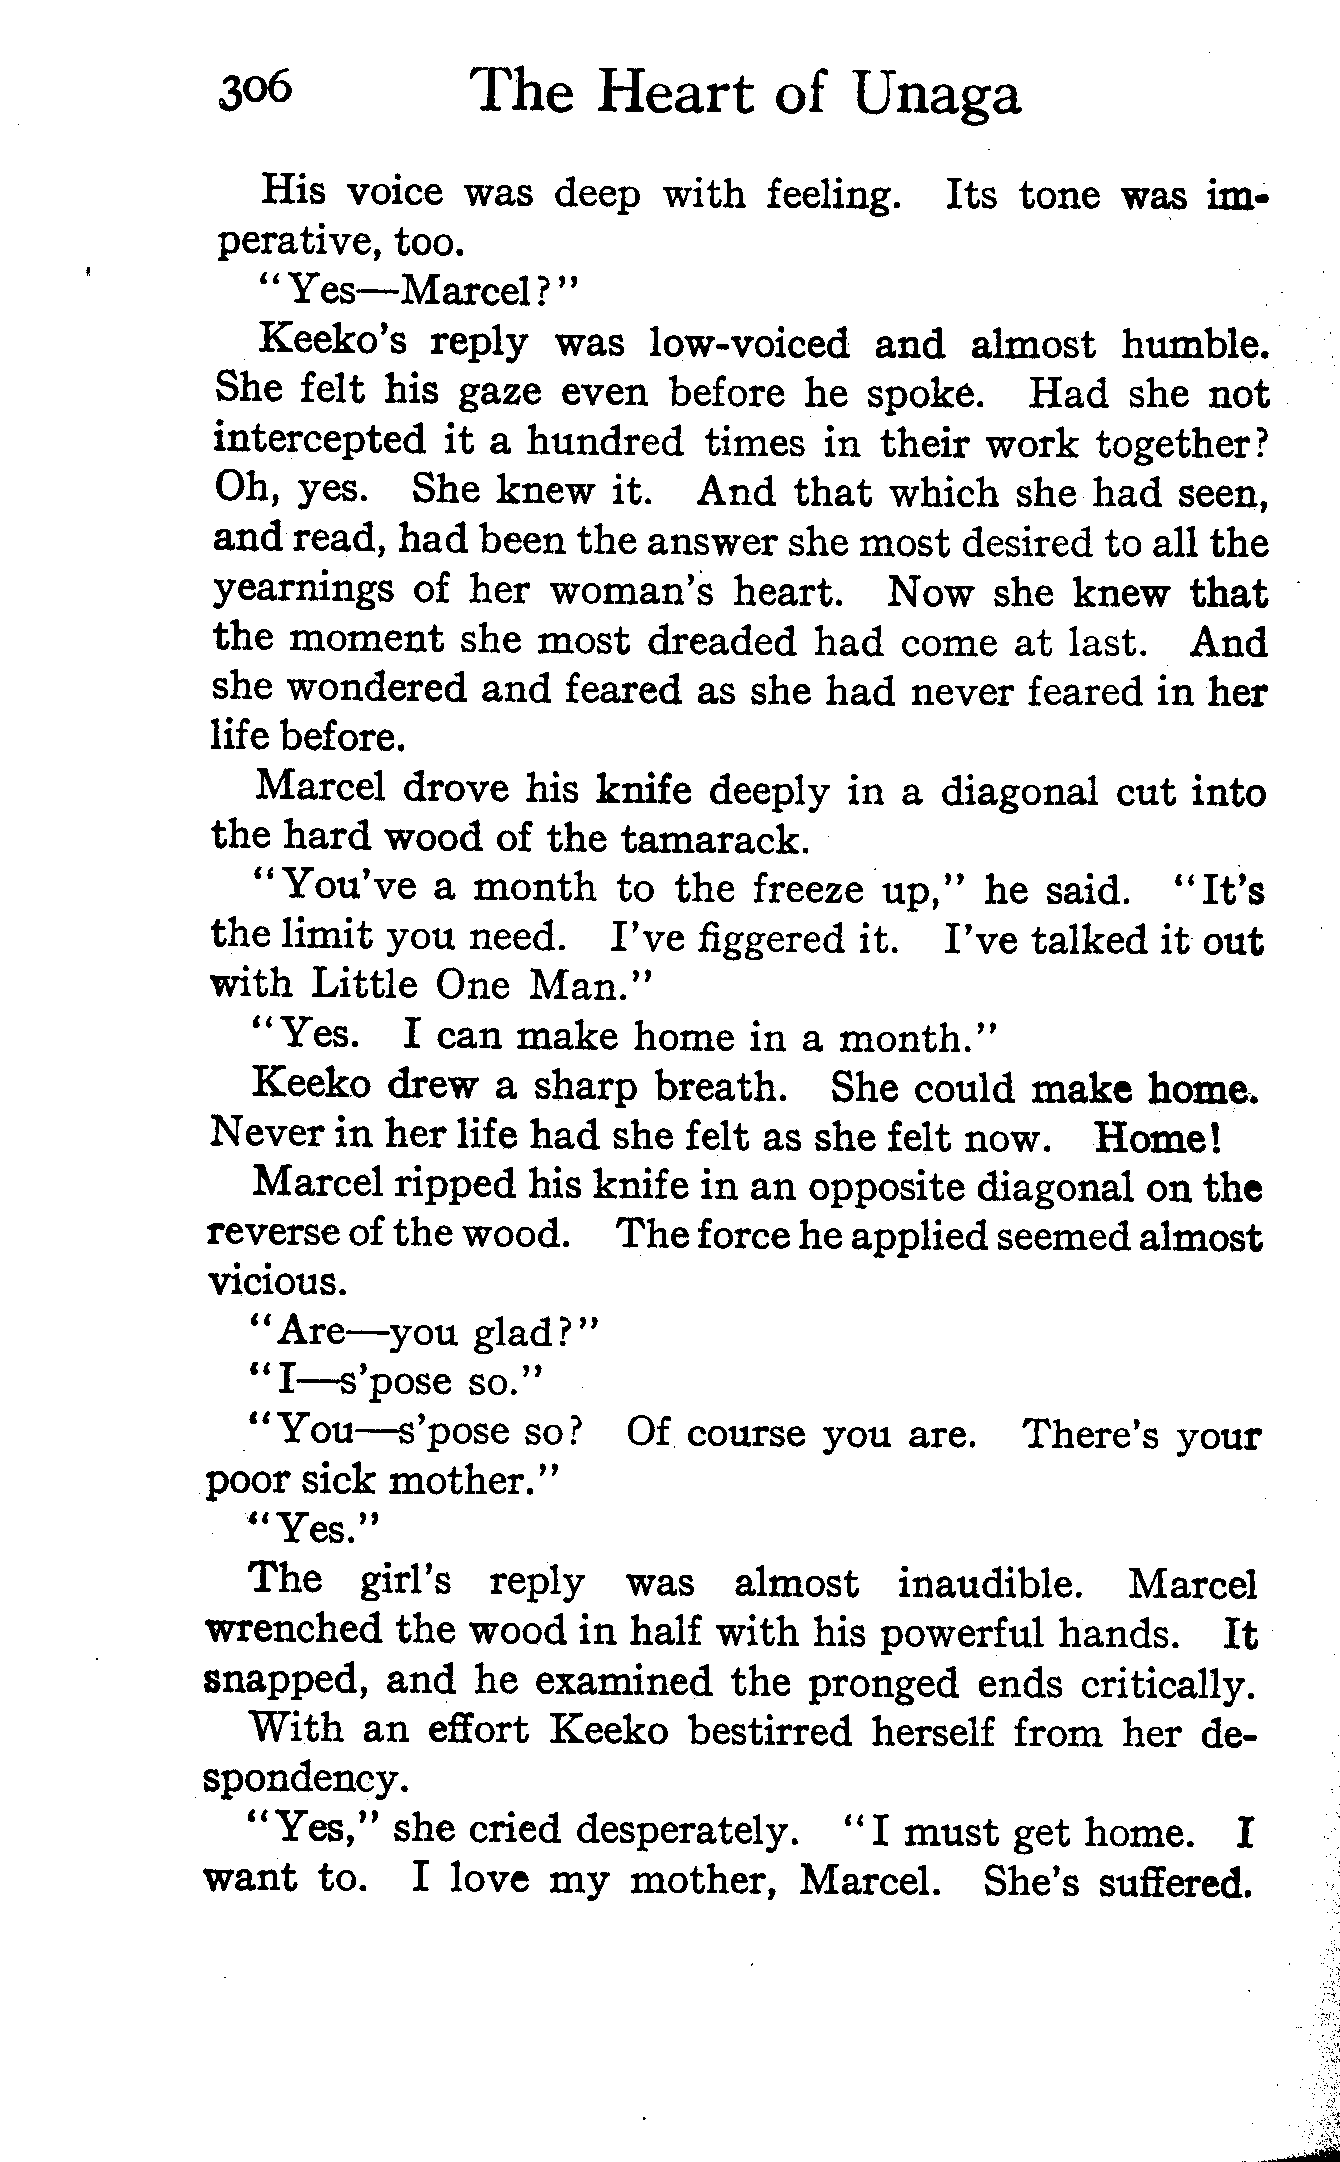 306 The Heart of Unaga
His voice was deep with feeling. Its tone was im-
perative, too.
"Yes—Marcel?"
Keeko's reply was low-voiced and almost humble.
She felt his gaze even before he spoke. Had she not
intercepted it a hundred times in their work together?
Oh, yes. She knew it. And that which she had seen,
and read, had been the answer she most desired to all the
yearnings of her woman's heart. Now she knew that
the moment she most dreaded had come at last. And
she wondered and feared as she had never feared in her
life before.
Marcel drove his knife deeply in a diagonal cut into
the hard wood of the tamarack.
"You've a month to the freeze up," he said. "It's
the limit you need. I've figgered it. I've talked it out
with Little One Man."
"Yes. I can make home in a month."
Keeko drew a sharp breath. She could make home.
Never in her life had she felt as she felt now. Home!
Marcel ripped his knife in an opposite diagonal on the
reverse of the wood. The force he applied seemed almost
vicious.
"Are—you glad?"
"I—s'pose so."
"You—s'pose so? Of course you are. There's your
poor sick mother."
"Yes."
The girl's reply was almost inaudible. Marcel
wrenched the wood in half with his powerful hands. It
snapped, and he examined the pronged ends critically.
With an effort Keeko bestirred herself from her de-
spondency.
"Yes," she cried desperately. "I must get home. I
want to. I love my mother, Marcel. She's suffered.